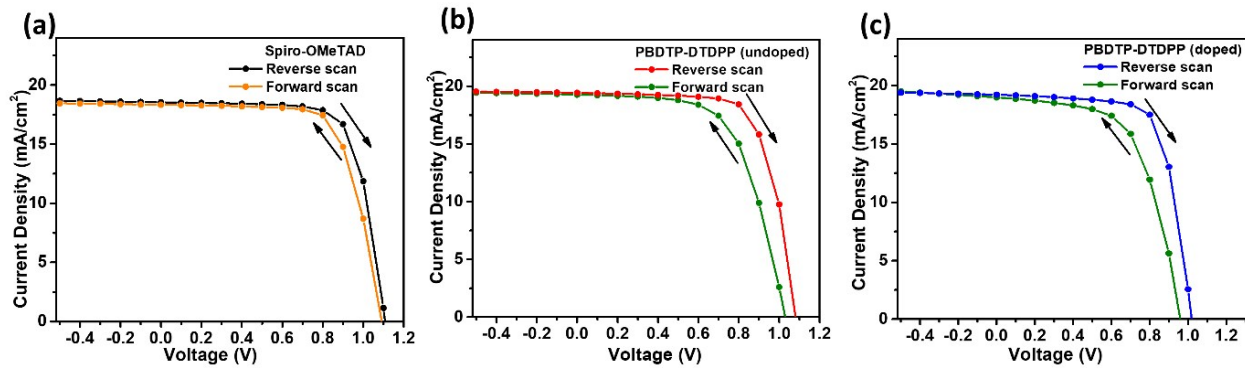 (a)
Spiro-OMeTAD
Reverse scan
Forward scan
Current Density (mA/cm²)
20
15
10
5
0
-0.4 -0.2 0.0 0.2 0.4 0.6 0.8 1.0 1.2
Voltage (V)
(b)
PBDTP-DTDPP (undoped)
Reverse scan
Forward scan
Current Density (mA/cm²)
20
15
10
5
0
-0.4 -0.2 0.0 0.2 0.4 0.6 0.8 1.0 1.2
Voltage (V)
(c)
PBDTP-DTDPP (doped)
Reverse scan
Forward scan
Current Density (mA/cm²)
20
15
10
5
0
-0.4 -0.2 0.0 0.2 0.4 0.6 0.8 1.0 1.2
Voltage (V)